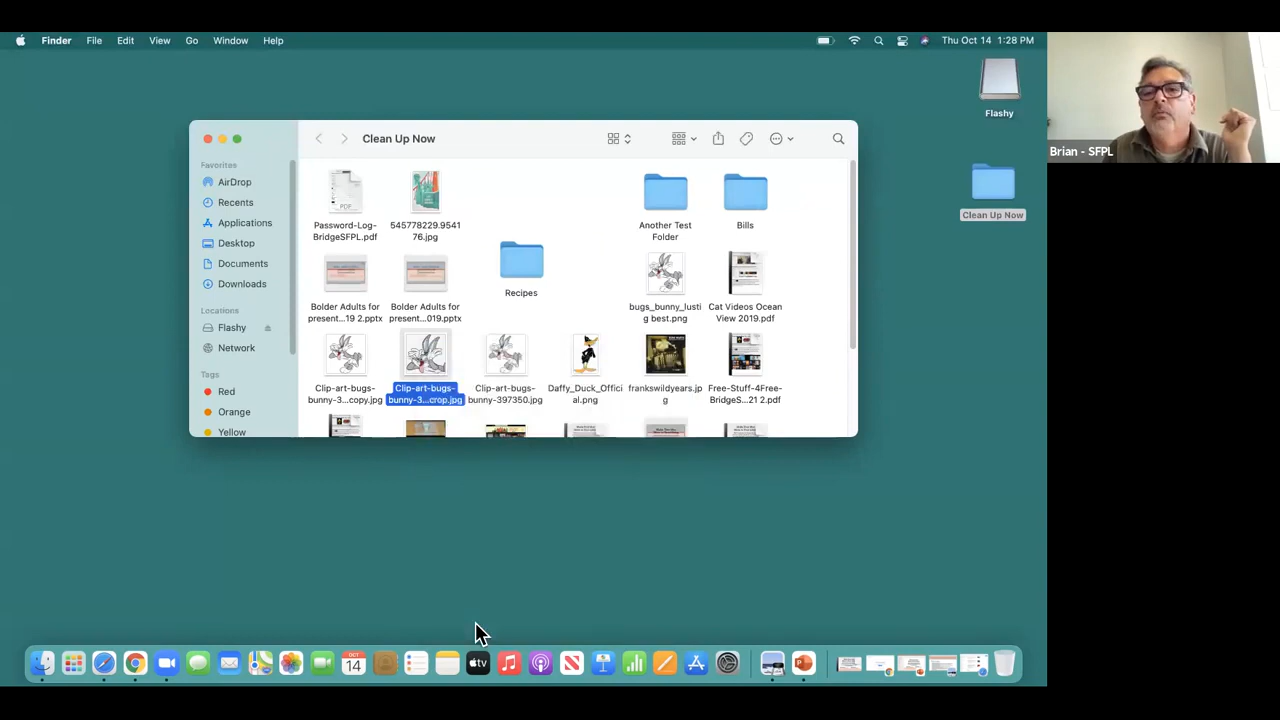 Finder File Edit View Go Window Help
Thu Oct 14 1:28 PM
Flashy
Brian - SFPL
Clean Up Now
Clean Up Now
Favorites
AirDrop
Recents
Applications
Desktop
Documents
Downloads
Locations
Flashy
Network
Tags
Red
Orange
Yellow
PDF
Password-Log-
BridgeSFPL.pdf
545778229.9541
76.jpg
Another Test
Folder
Bills
Bolder Adults for
present...19 2.pptx
Bolder Adults for
present...019.pptx
Recipes
bugs_bunny_lusti
g best.png
Cat Videos Ocean
View 2019.pdf
Clip-art-bugs-
bunny-3...copy.jpg
Clip-art-bugs-
bunny-3...crop.jpg
Clip-art-bugs-
bunny-397350.jpg
Daffy_Duck_Offici
al.png
frankswildyears.jp
g
Free-Stuff-4Free-
BridgeS...21 2.pdf
OCT
14
tv